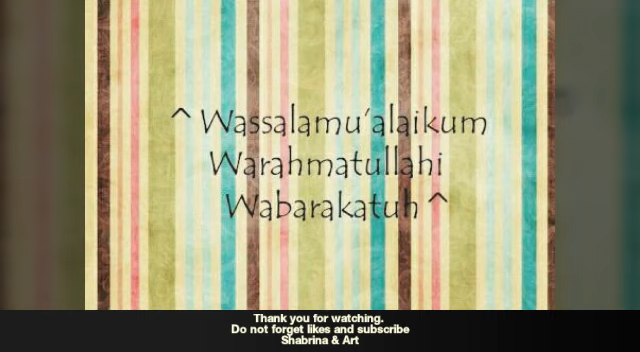 ^ Wassalamu'alaikum
Warahmatullahi
Wabarakatuh ^
Thank you for watching.
Do not forget likes and subscribe
Shabrina & Art